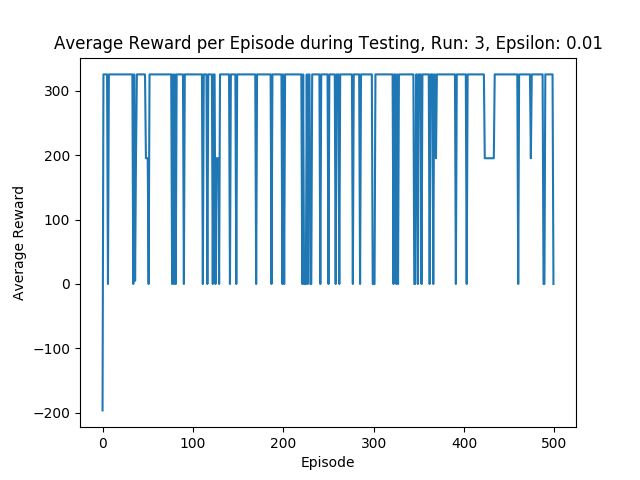 Average Reward per Episode during Testing, Run: 3, Epsilon: 0.01
300
200
100
0
−100
−200
Average Reward
0 100 200 300 400 500
Episode